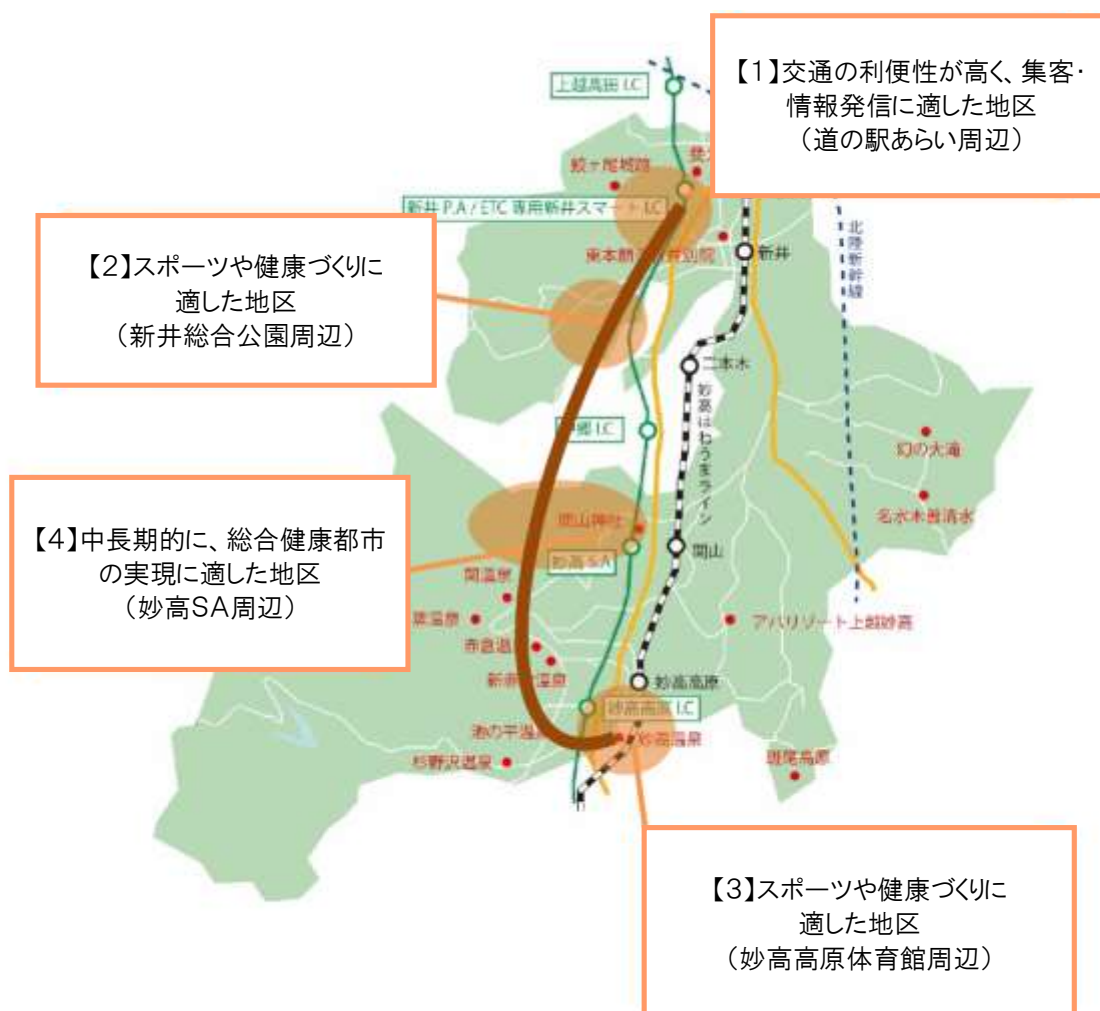 【1】交通の利便性が高く、集客・
情報発信に適した地区
（道の駅あらい周辺）
上越高田 I.C
鮫ヶ尾城跡
新井 P.A / ETC 専用新井スマート I.C
北陸新幹線
新井
【2】スポーツや健康づくりに
適した地区
（新井総合公園周辺）
二本木
妙高はねうまライン
郷 I.C
幻の大滝
名水木曽清水
関山神社
【4】中長期的に、総合健康都市
の実現に適した地区
（妙高SA周辺）
妙高 S.A
関山
関温泉
燕温泉
アパリゾート上越妙高
赤倉温
妙高高原
妙高高原 I.C
池の平温
妙高温泉
杉野沢温泉
斑尾高原
【3】スポーツや健康づくりに
適した地区
（妙高高原体育館周辺）